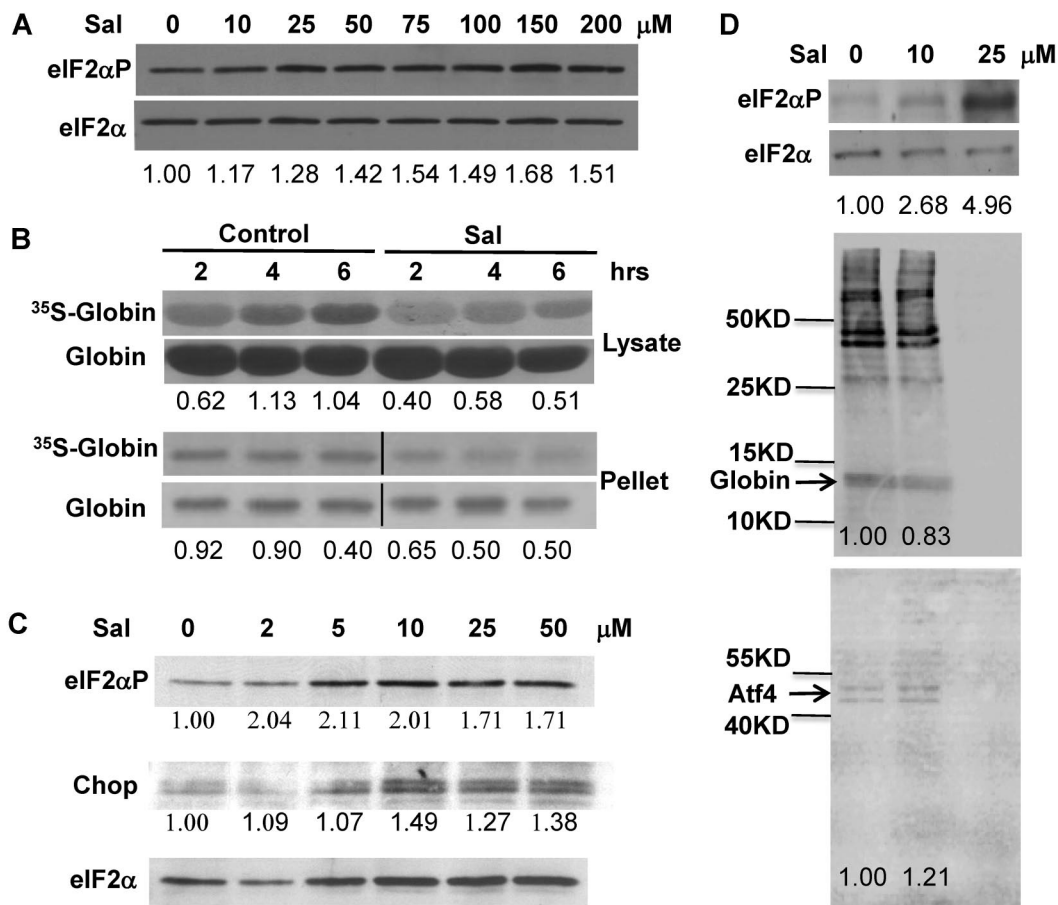 A
Sal 0 10 25 50 75 100 150 200 μM
eIF2αP
eIF2α
1.00 1.17 1.28 1.42 1.54 1.49 1.68 1.51
B
Control Sal
2 4 6 2 4 6 hrs
³⁵S-Globin
Globin
Lysate
0.62 1.13 1.04 0.40 0.58 0.51
³⁵S-Globin
Globin
Pellet
0.92 0.90 0.40 0.65 0.50 0.50
C
Sal 0 2 5 10 25 50 μM
eIF2αP
1.00 2.04 2.11 2.01 1.71 1.71
Chop
1.00 1.09 1.07 1.49 1.27 1.38
eIF2α
D
Sal 0 10 25 μM
eIF2αP
eIF2α
1.00 2.68 4.96
50KD
25KD
15KD
Globin
10KD
1.00 0.83
55KD
Atf4
40KD
1.00 1.21